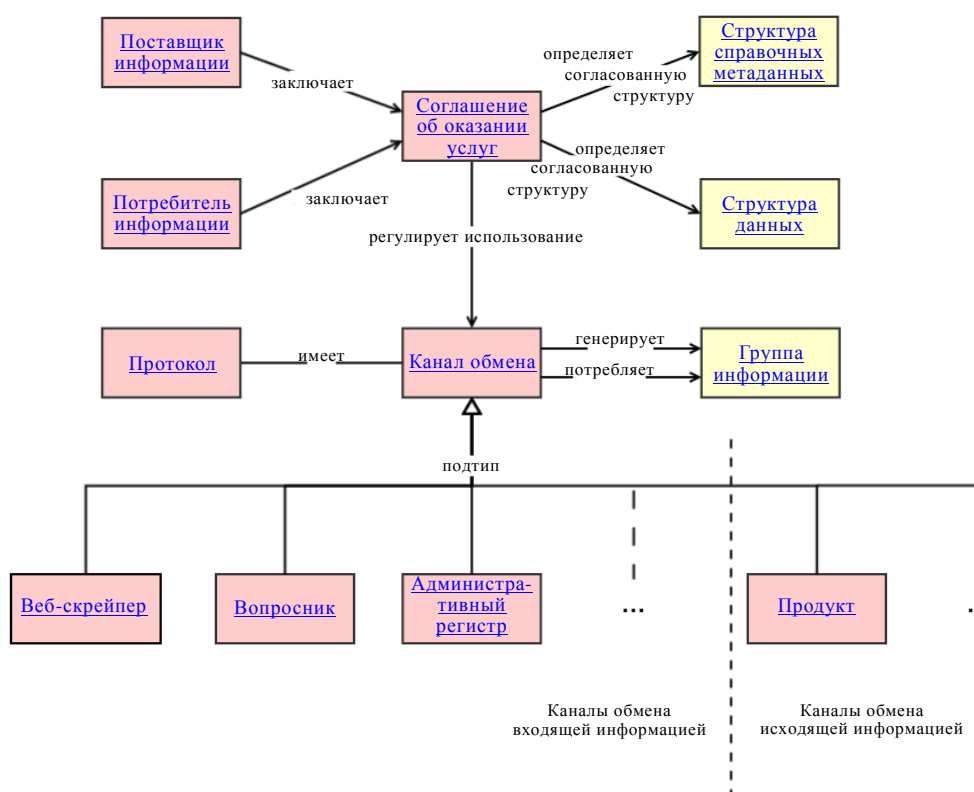 Поставщик
информации
заключает
Соглашение
об оказании
услуг
определяет
согласованную
структуру
Структура
справочных
метаданных
Потребитель
информации
заключает
определяет
согласованную
структуру
Структура
данных
регулирует использование
Протокол
имеет
Канал обмена
генерирует
потребляет
Группа
информации
подтип
Веб-скрейпер
Вопросник
Администра-
тивный
регистр
...
Продукт
.
Каналы обмена
входящей информацией
Каналы обмена
исходящей информацией